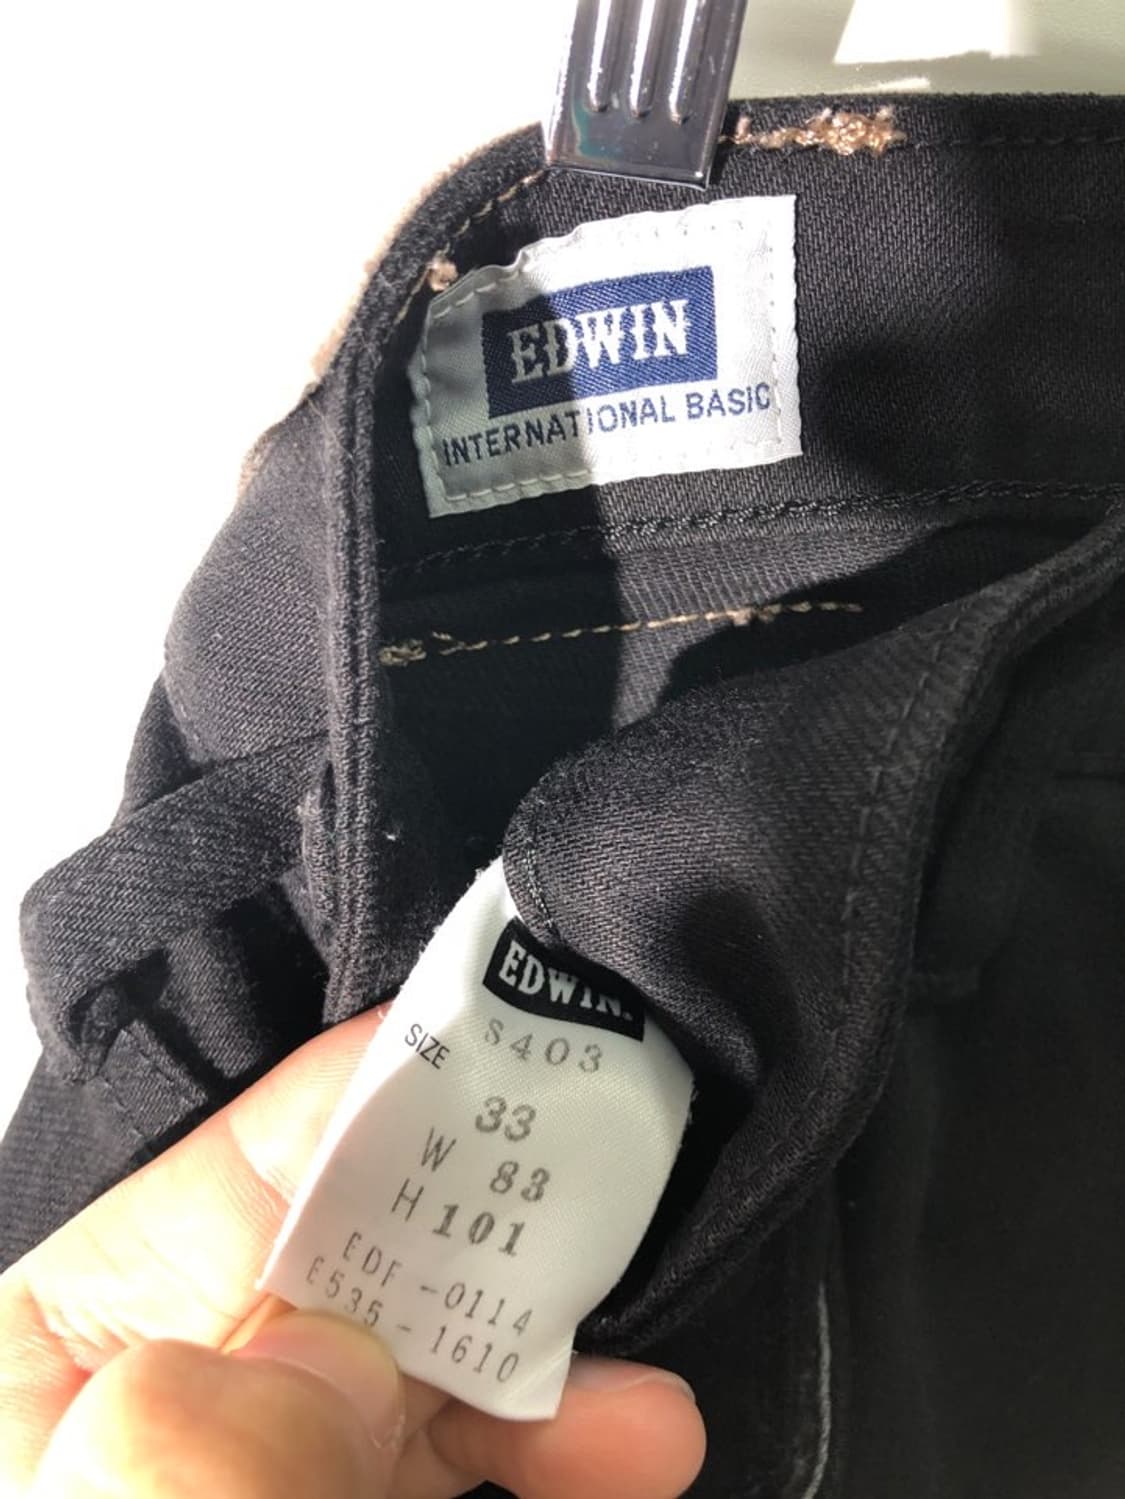 EDWIN
INTERNATIONAL BASIC
EDWIN.
SIZE S403
33
W 83
H 101
EDF-0114
E535-1610